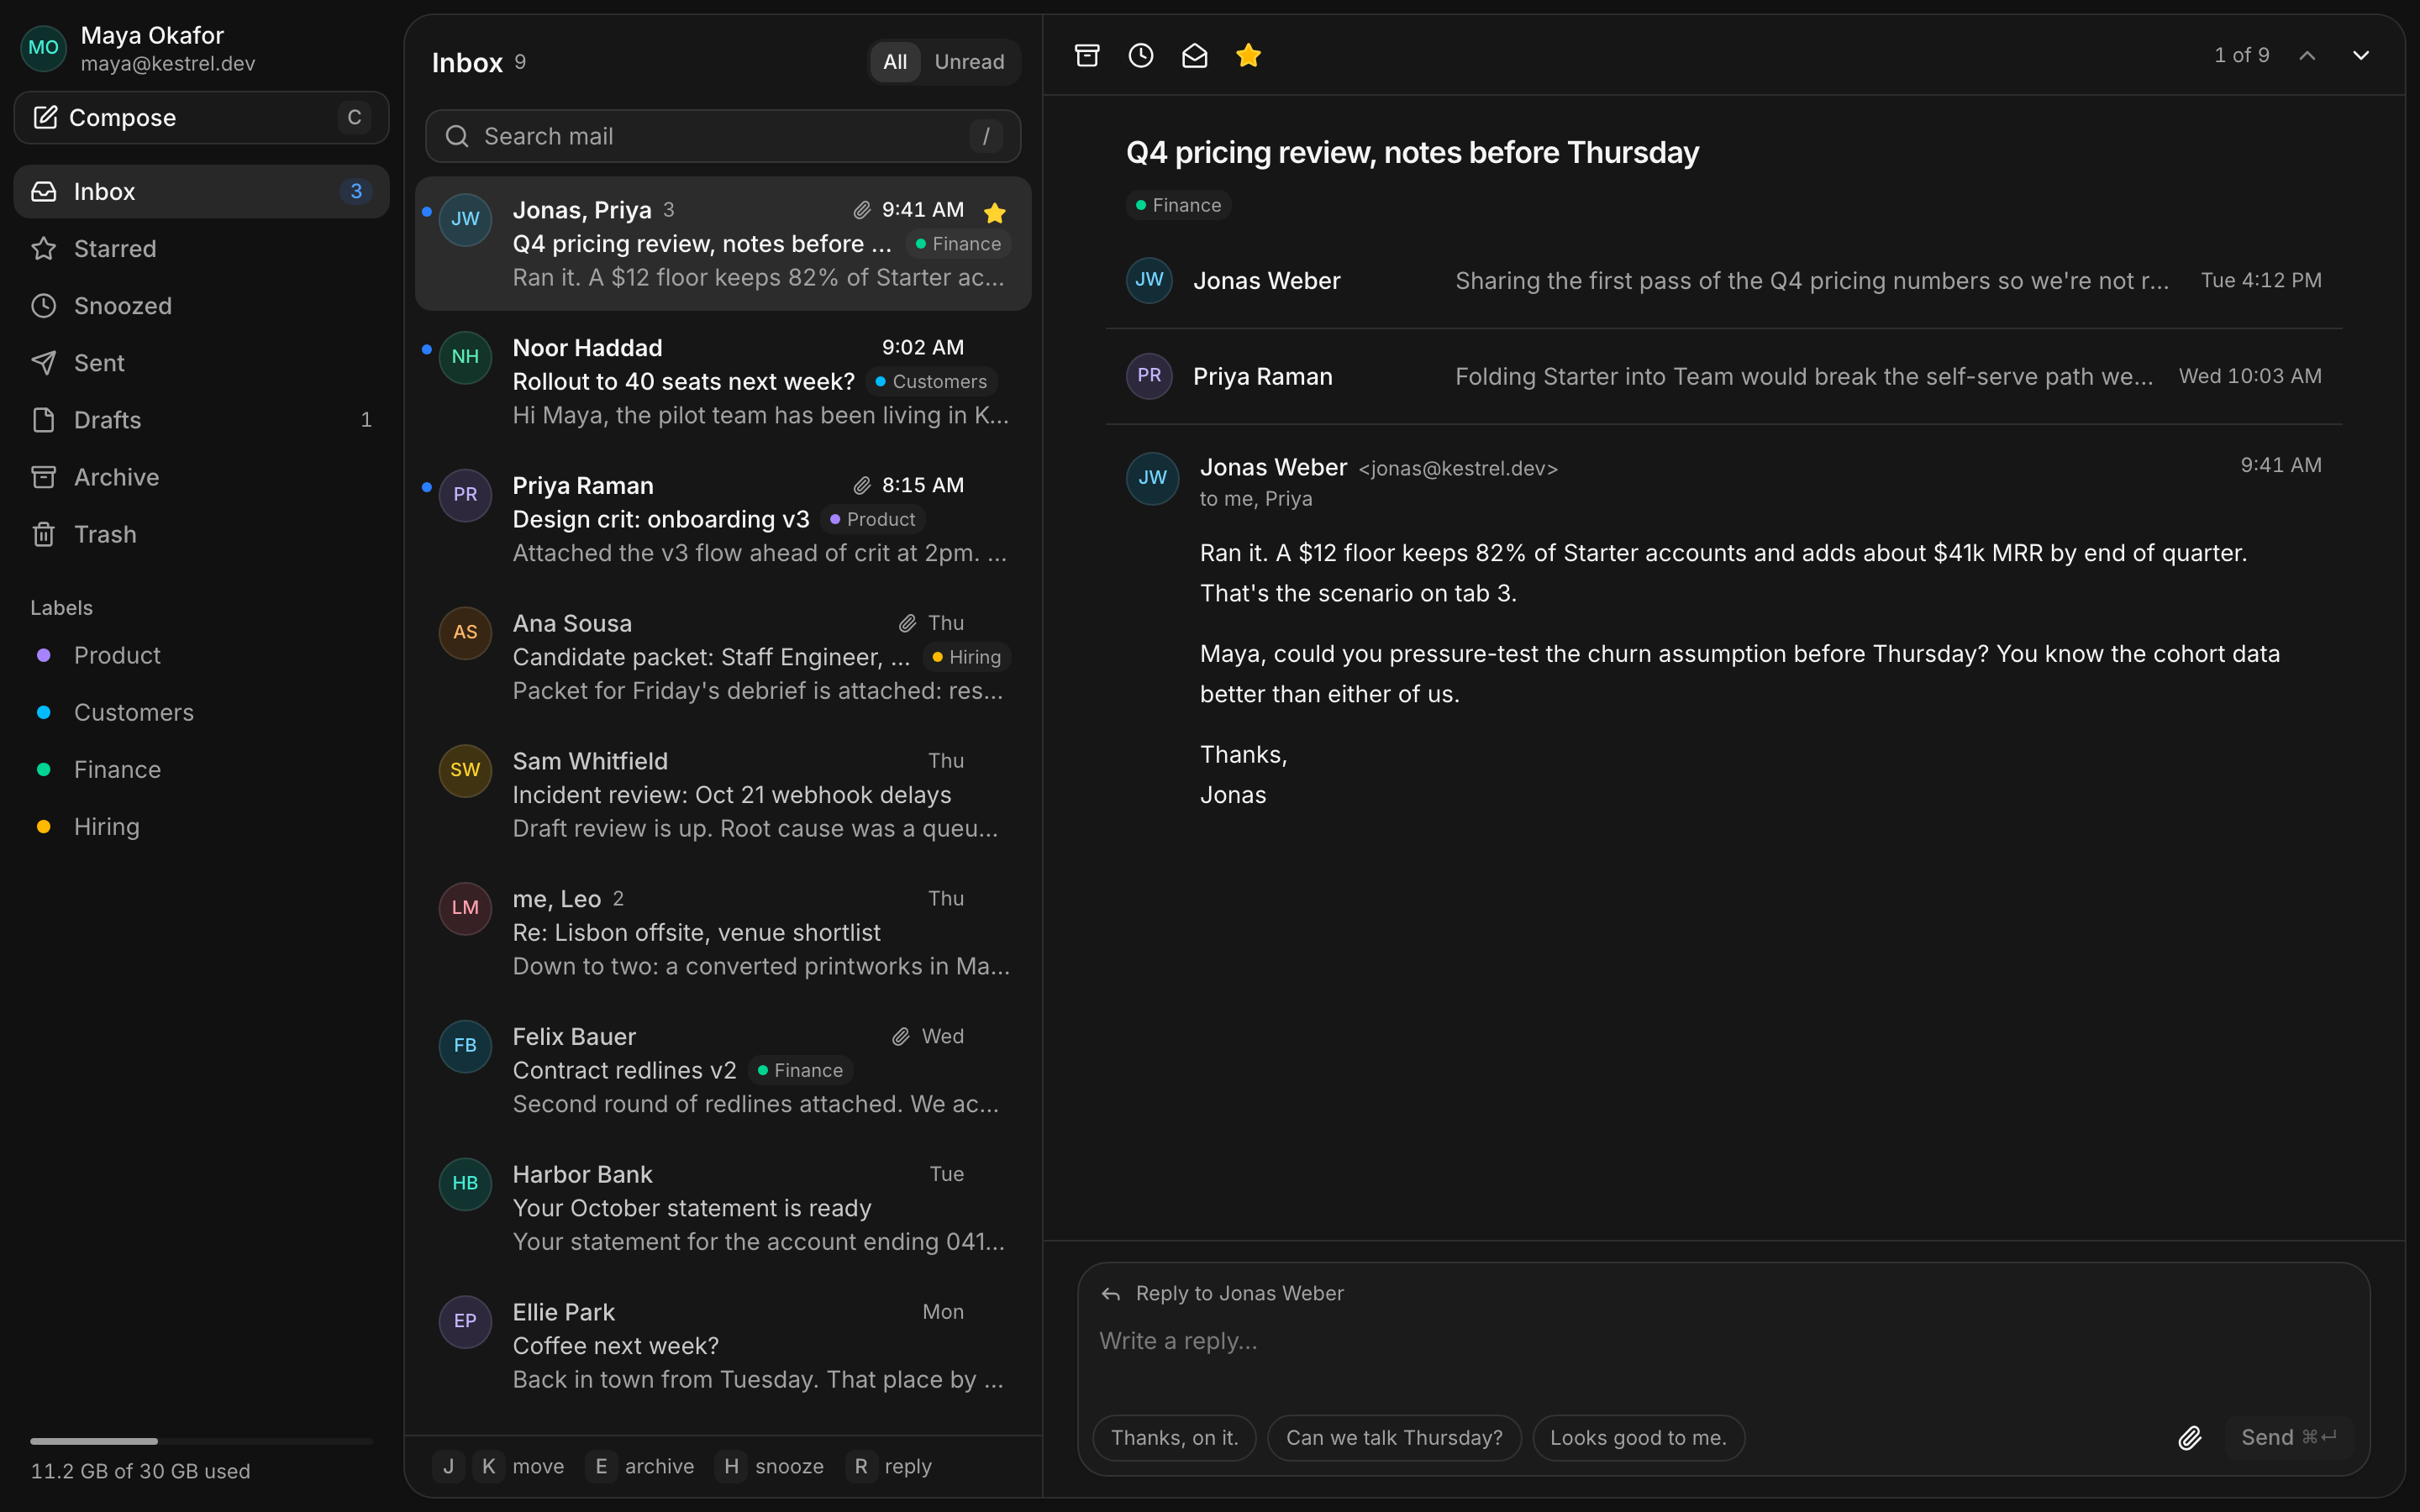 MO
Maya Okafor
maya@kestrel.dev
Compose C
Inbox 3
Starred
Snoozed
Sent
Drafts 1
Archive
Trash
Labels
Product
Customers
Finance
Hiring
11.2 GB of 30 GB used
Inbox 9
All Unread
Search mail /
JW
Jonas, Priya 3 9:41 AM
Q4 pricing review, notes before ... Finance
Ran it. A $12 floor keeps 82% of Starter ac...
NH
Noor Haddad 9:02 AM
Rollout to 40 seats next week? Customers
Hi Maya, the pilot team has been living in K...
PR
Priya Raman 8:15 AM
Design crit: onboarding v3 Product
Attached the v3 flow ahead of crit at 2pm. ...
AS
Ana Sousa Thu
Candidate packet: Staff Engineer, ... Hiring
Packet for Friday's debrief is attached: res...
SW
Sam Whitfield Thu
Incident review: Oct 21 webhook delays
Draft review is up. Root cause was a queu...
LM
me, Leo 2 Thu
Re: Lisbon offsite, venue shortlist
Down to two: a converted printworks in Ma...
FB
Felix Bauer Wed
Contract redlines v2 Finance
Second round of redlines attached. We ac...
HB
Harbor Bank Tue
Your October statement is ready
Your statement for the account ending 041...
EP
Ellie Park Mon
Coffee next week?
Back in town from Tuesday. That place by ...
J K move E archive H snooze R reply
1 of 9
Q4 pricing review, notes before Thursday
Finance
JW Jonas Weber Sharing the first pass of the Q4 pricing numbers so we're not r... Tue 4:12 PM
PR Priya Raman Folding Starter into Team would break the self-serve path we... Wed 10:03 AM
JW
Jonas Weber <jonas@kestrel.dev> 9:41 AM
to me, Priya
Ran it. A $12 floor keeps 82% of Starter accounts and adds about $41k MRR by end of quarter.
That's the scenario on tab 3.
Maya, could you pressure-test the churn assumption before Thursday? You know the cohort data
better than either of us.
Thanks,
Jonas
Reply to Jonas Weber
Write a reply...
Thanks, on it. Can we talk Thursday? Looks good to me. Send ⌘↵